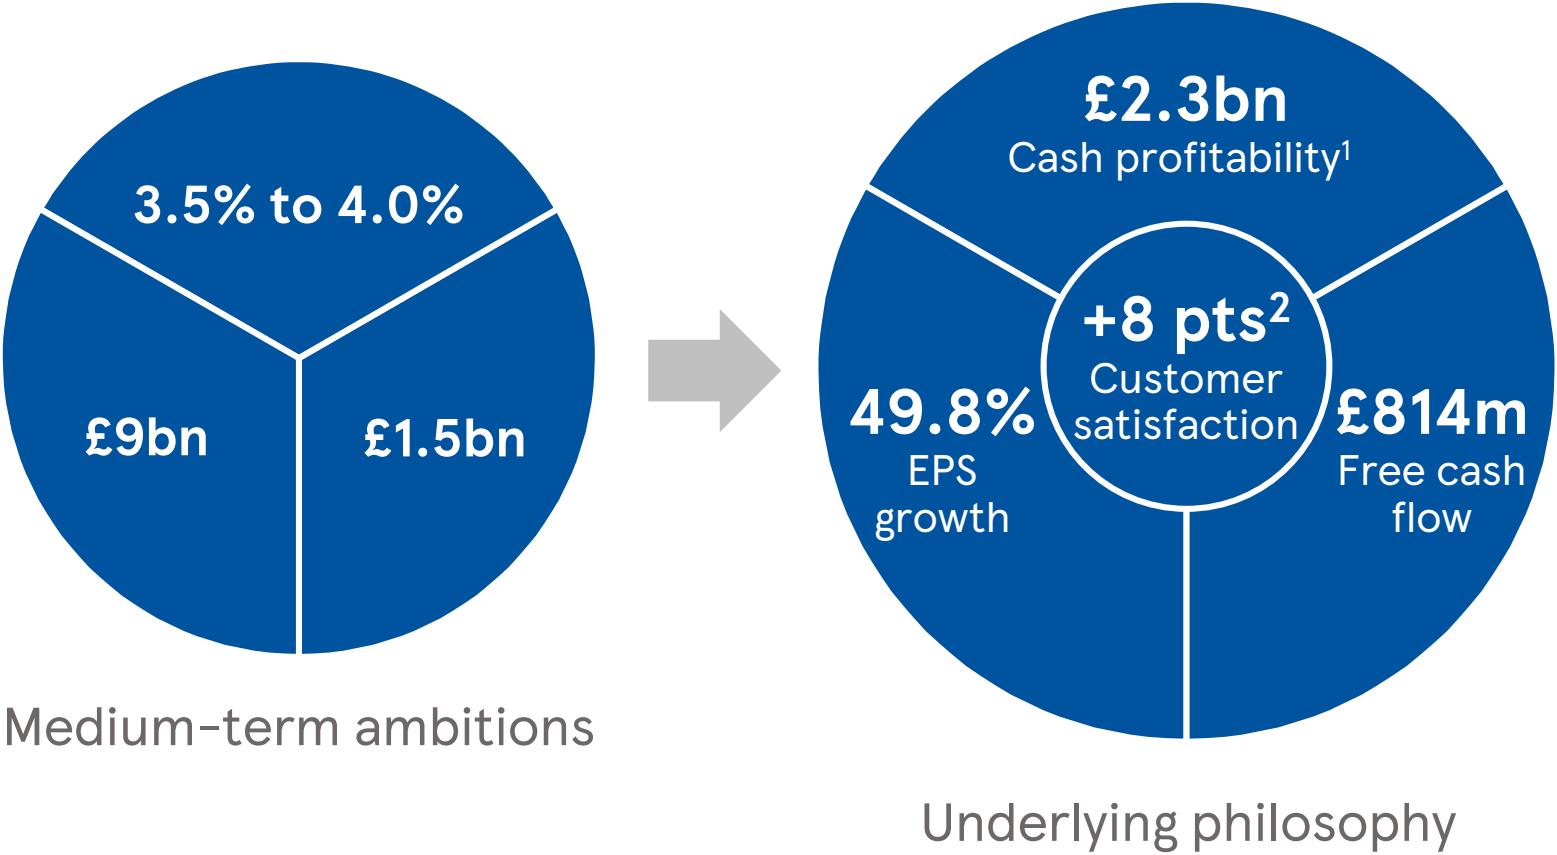 3.5% to 4.0%
£9bn
£1.5bn
Medium-term ambitions
£2.3bn
Cash profitability¹
+8 pts²
Customer
satisfaction
49.8%
EPS
growth
£814m
Free cash
flow
Underlying philosophy